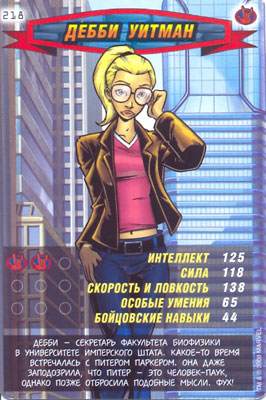 218
ДЕББИ УИТМАН
ИНТЕЛЛЕКТ 125
СИЛА 118
СКОРОСТЬ И ЛОВКОСТЬ 138
ОСОБЫЕ УМЕНИЯ 65
БОЙЦОВСКИЕ НАВЫКИ 44
ДЕББИ – СЕКРЕТАРЬ ФАКУЛЬТЕТА БИОФИЗИКИ
В УНИВЕРСИТЕТЕ ИМПЕРСКОГО ШТАТА. КАКОЕ-ТО ВРЕМЯ
ВСТРЕЧАЛАСЬ С ПИТЕРОМ ПАРКЕРОМ. ОНА ДАЖЕ
ЗАПОДОЗРИЛА, ЧТО ПИТЕР – ЭТО ЧЕЛОВЕК-ПАУК,
ОДНАКО ПОЗЖЕ ОТБРОСИЛА ПОДОБНЫЕ МЫСЛИ. ФУХ!